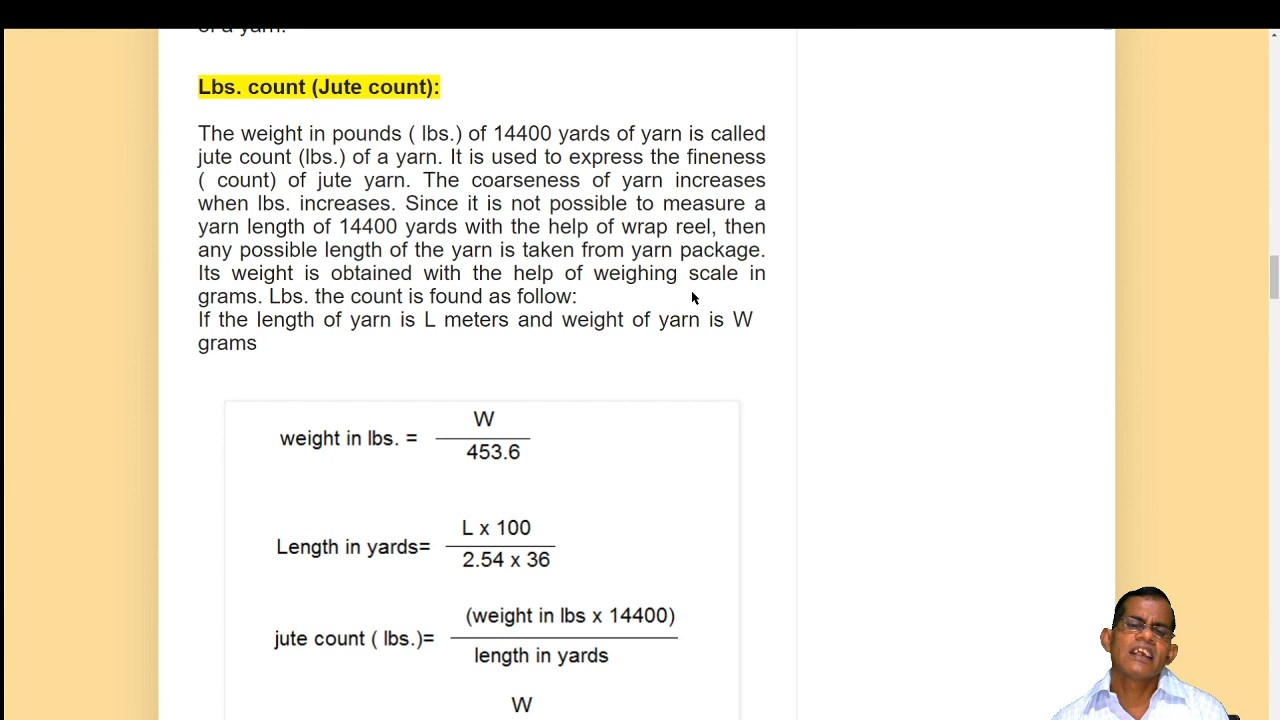 of a yarn.
Lbs. count (Jute count):
The weight in pounds ( lbs.) of 14400 yards of yarn is called
jute count (lbs.) of a yarn. It is used to express the fineness
( count) of jute yarn. The coarseness of yarn increases
when lbs. increases. Since it is not possible to measure a
yarn length of 14400 yards with the help of wrap reel, then
any possible length of the yarn is taken from yarn package.
Its weight is obtained with the help of weighing scale in
grams. Lbs. the count is found as follow:
If the length of yarn is L meters and weight of yarn is W
grams
W
weight in lbs. =
453.6
L x 100
Length in yards=
2.54 x 36
(weight in lbs x 14400)
jute count ( lbs.)=
length in yards
W